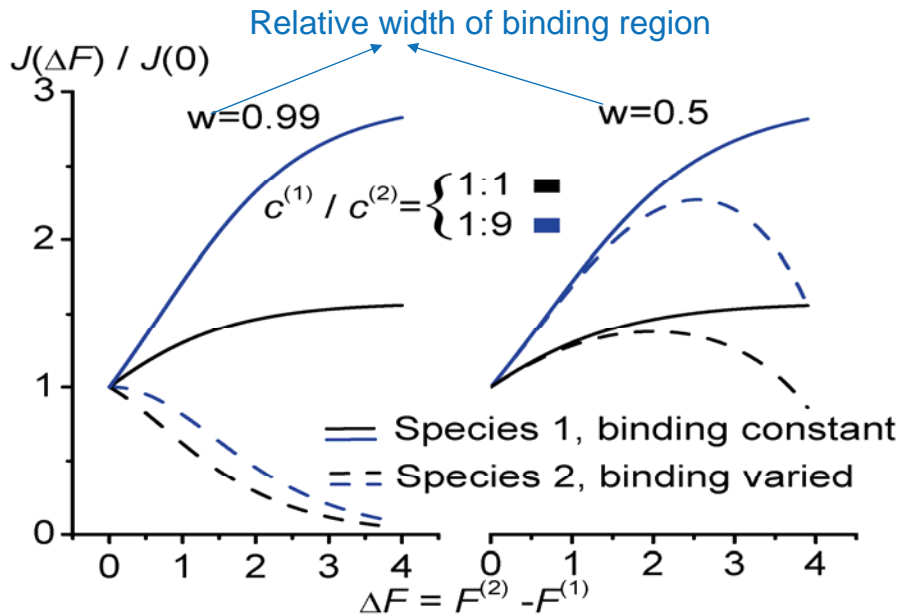 Relative width of binding region
J(ΔF) / J(0)
3
w=0.99
w=0.5
c⁽¹⁾ / c⁽²⁾= { 1:1
1:9
2
1
Species 1, binding constant
Species 2, binding varied
0
0 1 2 3 4 0 1 2 3 4
ΔF = F⁽²⁾ -F⁽¹⁾